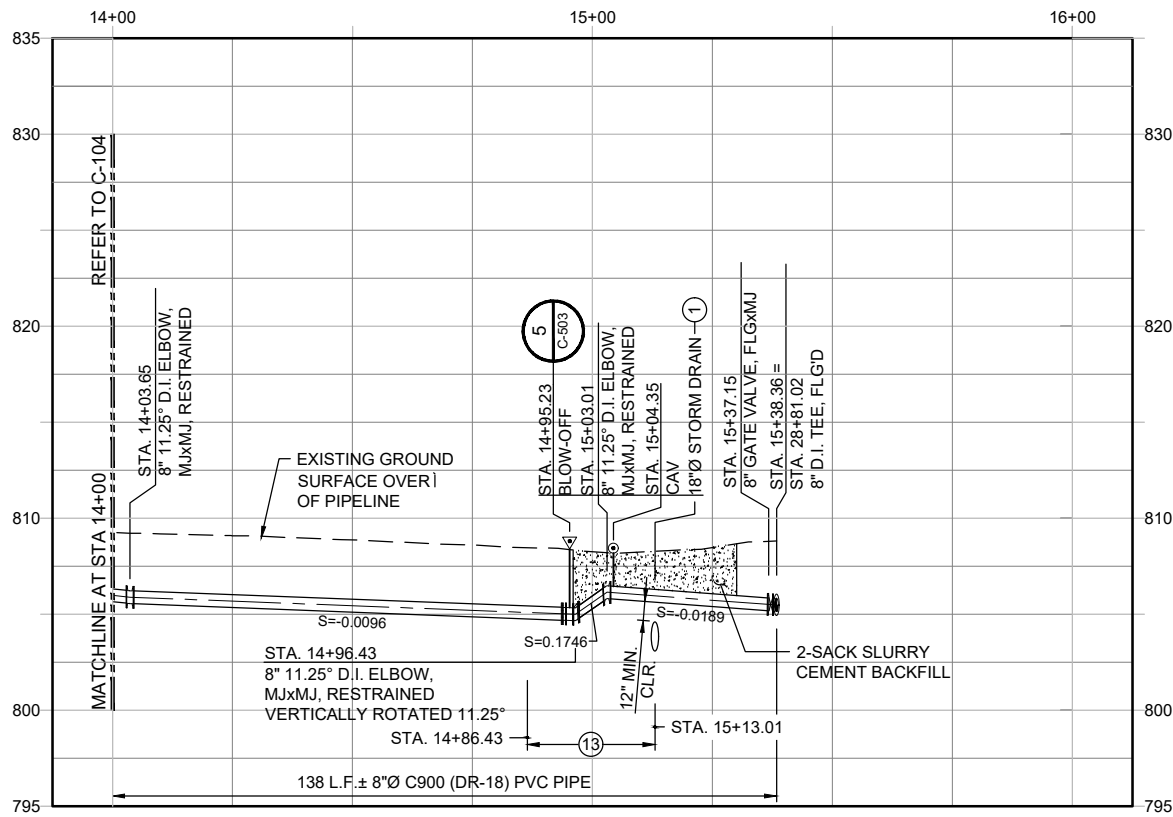 14+00
15+00
16+00
835
830
830
820
820
810
810
800
800
795
795
REFER TO C-104
MATCHLINE AT STA 14+00
STA. 14+03.65
8" 11.25° D.I. ELBOW,
MJxMJ, RESTRAINED
EXISTING GROUND
SURFACE OVER
OF PIPELINE
5
C-503
STA. 14+95.23
BLOW-OFF
STA. 15+03.01
8" 11.25° D.I. ELBOW,
MJxMJ, RESTRAINED
STA. 15+04.35
CAV
18"Ø STORM DRAIN
1
STA. 15+37.15
8" GATE VALVE, FLGxMJ
STA. 15+38.36 =
STA. 28+81.02
8" D.I. TEE, FLG'D
S=-0.0096
S=0.1746
S=-0.0189
12" MIN.
CLR.
2-SACK SLURRY
CEMENT BACKFILL
STA. 14+96.43
8" 11.25° D.I. ELBOW,
MJxMJ, RESTRAINED
VERTICALLY ROTATED 11.25°
STA. 14+86.43
13
STA. 15+13.01
138 L.F.± 8"Ø C900 (DR-18) PVC PIPE